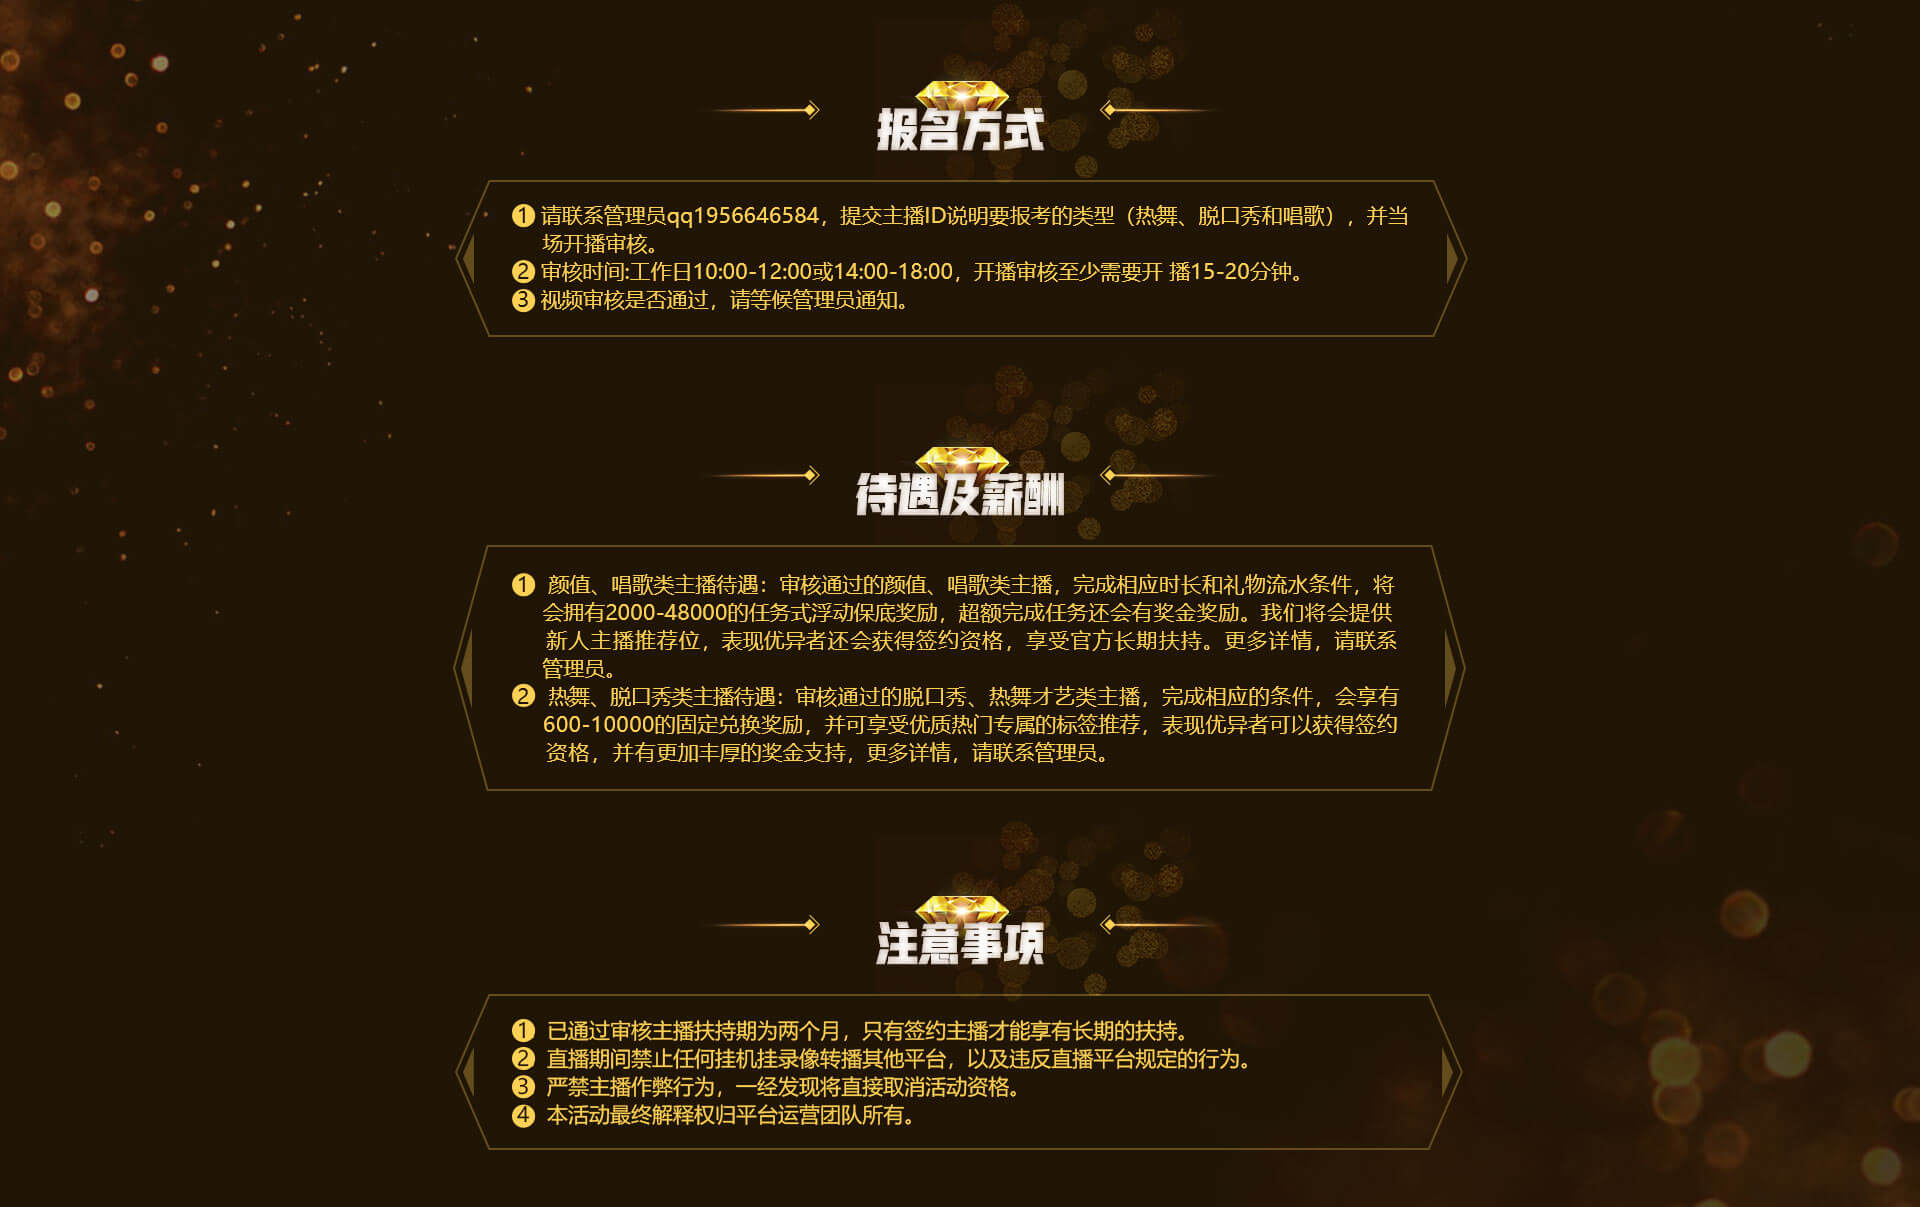 报名方式
❶ 请联系管理员qq1956646584，提交主播ID说明要报考的类型（热舞、脱口秀和唱歌），并当
场开播审核。
❷ 审核时间:工作日10:00-12:00或14:00-18:00，开播审核至少需要开 播15-20分钟。
❸ 视频审核是否通过，请等候管理员通知。
待遇及薪酬
❶ 颜值、唱歌类主播待遇：审核通过的颜值、唱歌类主播，完成相应时长和礼物流水条件，将
会拥有2000-48000的任务式浮动保底奖励，超额完成任务还会有奖金奖励。我们将会提供
新人主播推荐位，表现优异者还会获得签约资格，享受官方长期扶持。更多详情，请联系
管理员。
❷ 热舞、脱口秀类主播待遇：审核通过的脱口秀、热舞才艺类主播，完成相应的条件，会享有
600-10000的固定兑换奖励，并可享受优质热门专属的标签推荐，表现优异者可以获得签约
资格，并有更加丰厚的奖金支持，更多详情，请联系管理员。
注意事项
❶ 已通过审核主播扶持期为两个月，只有签约主播才能享有长期的扶持。
❷ 直播期间禁止任何挂机挂录像转播其他平台，以及违反直播平台规定的行为。
❸ 严禁主播作弊行为，一经发现将直接取消活动资格。
❹ 本活动最终解释权归平台运营团队所有。